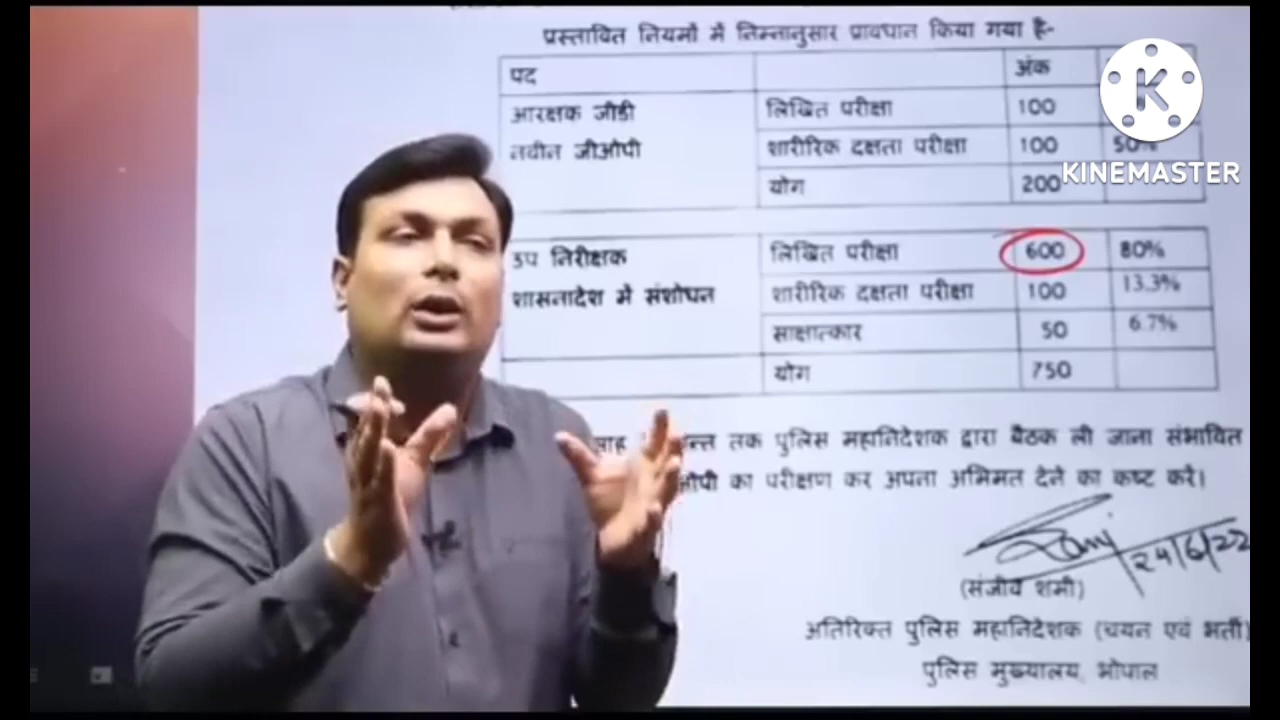 प्रस्तावित नियमों में निम्नानुसार प्रावधान किया गया है-
पद अंक
आरक्षक जीडी लिखित परीक्षा 100
नवीन जीओपी शारीरिक दक्षता परीक्षा 100 50%
योग 200
उप निरीक्षक लिखित परीक्षा 600 80%
शासनादेश में संशोधन शारीरिक दक्षता परीक्षा 100 13.3%
साक्षात्कार 50 6.7%
योग 750
तक पुलिस महानिदेशक द्वारा बैठक ली जाना संभावित
का परीक्षण कर अपना अभिमत देने का कष्ट करें।
24/6/22
(संजीव शमी)
अतिरिक्त पुलिस महानिदेशक (चयन एवं भर्ती)
पुलिस मुख्यालय, भोपाल
K
KINEMASTER